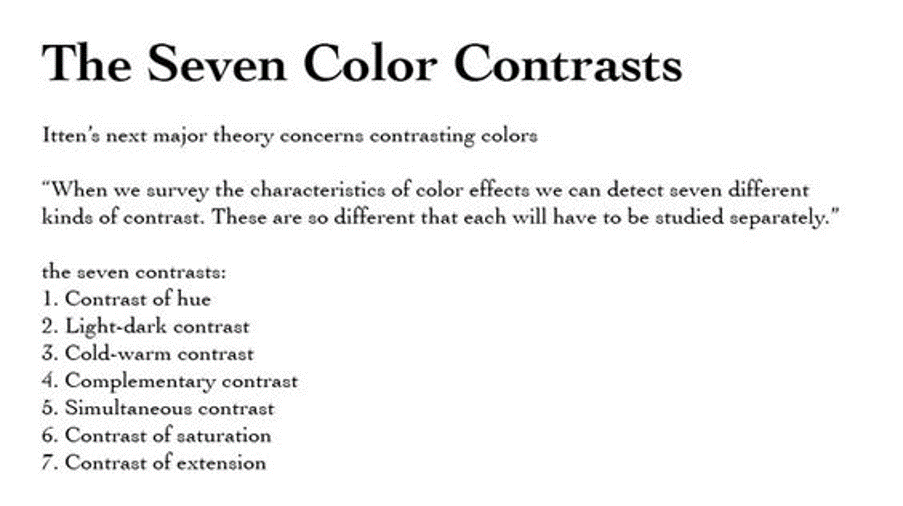 The Seven Color Contrasts
Itten's next major theory concerns contrasting colors
“When we survey the characteristics of color effects we can detect seven different
kinds of contrast. These are so different that each will have to be studied separately.”
the seven contrasts:
1. Contrast of hue
2. Light-dark contrast
3. Cold-warm contrast
4. Complementary contrast
5. Simultaneous contrast
6. Contrast of saturation
7. Contrast of extension